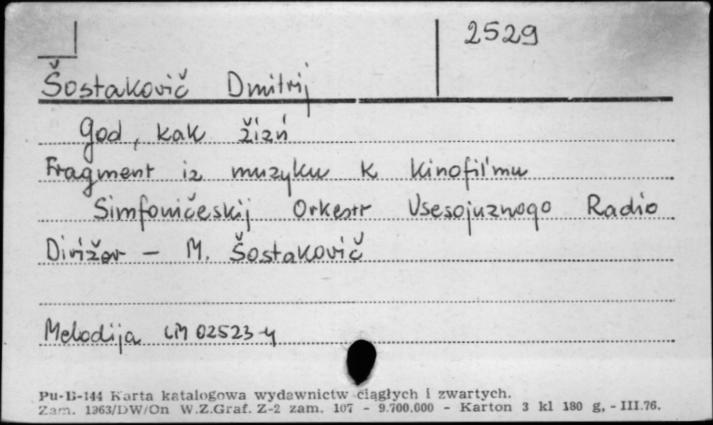 2529
Šostakovič Dmitrij
God, kak žizń
Fragment iz muzyku k kinofil'mu
Simfoničeskij Orkestr Vsesojuznogo Radio
Dirižer - M. Šostakovič
Melodija CM 02523-4
Pu-B-144 Karta katalogowa wydawnictw ciągłych i zwartych.
Zam. 1363/DW/On W.Z.Graf. Z-2 zam. 107 - 9.700.000 - Karton 3 kl 180 g, - III.76.